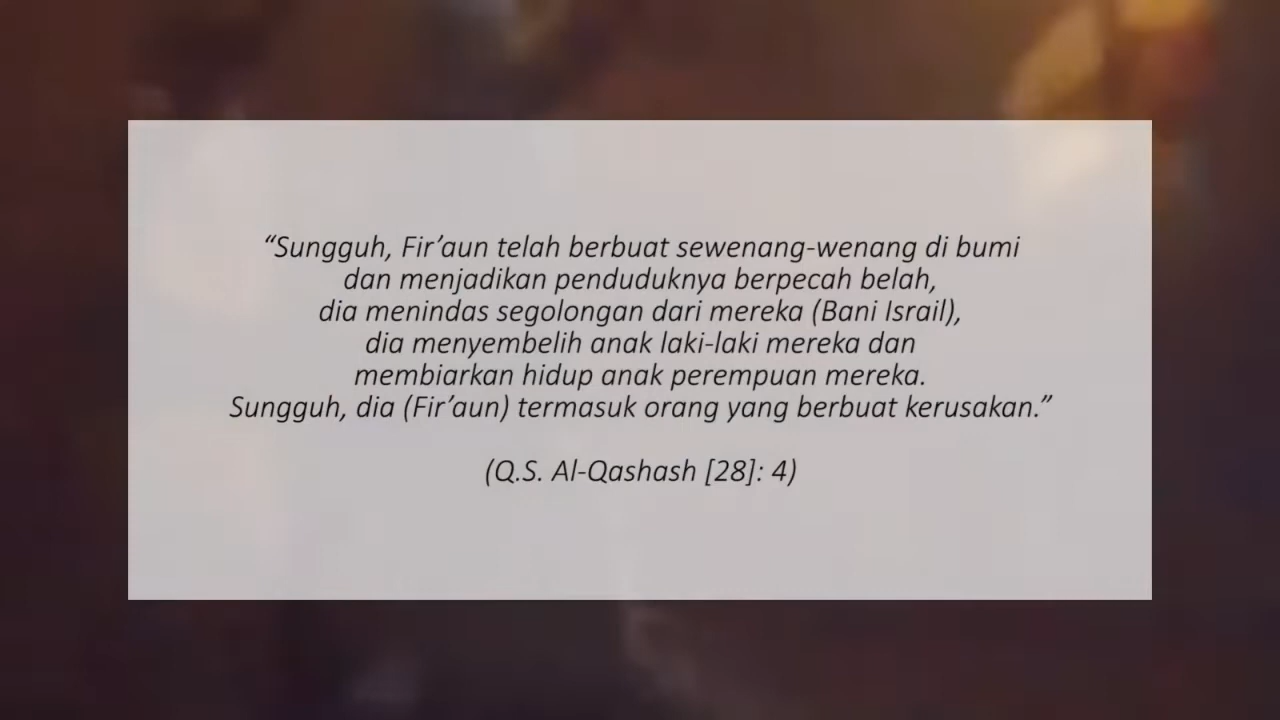 “Sungguh, Fir’aun telah berbuat sewenang-wenang di bumi
dan menjadikan penduduknya berpecah belah,
dia menindas segolongan dari mereka (Bani Israil),
dia menyembelih anak laki-laki mereka dan
membiarkan hidup anak perempuan mereka.
Sungguh, dia (Fir’aun) termasuk orang yang berbuat kerusakan.”
(Q.S. Al-Qashash [28]: 4)